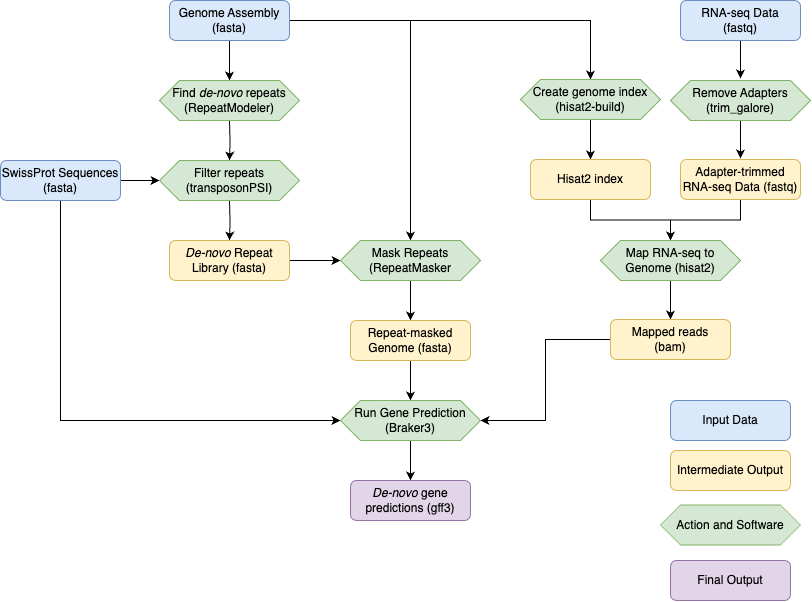 Genome Assembly
(fasta)
RNA-seq Data
(fastq)
Find de-novo repeats
(RepeatModeler)
Create genome index
(hisat2-build)
Remove Adapters
(trim_galore)
SwissProt Sequences
(fasta)
Filter repeats
(transposonPSI)
Hisat2 index
Adapter-trimmed
RNA-seq Data (fastq)
De-novo Repeat
Library (fasta)
Mask Repeats
(RepeatMasker
Map RNA-seq to
Genome (hisat2)
Repeat-masked
Genome (fasta)
Mapped reads
(bam)
Run Gene Prediction
(Braker3)
De-novo gene
predictions (gff3)
Input Data
Intermediate Output
Action and Software
Final Output